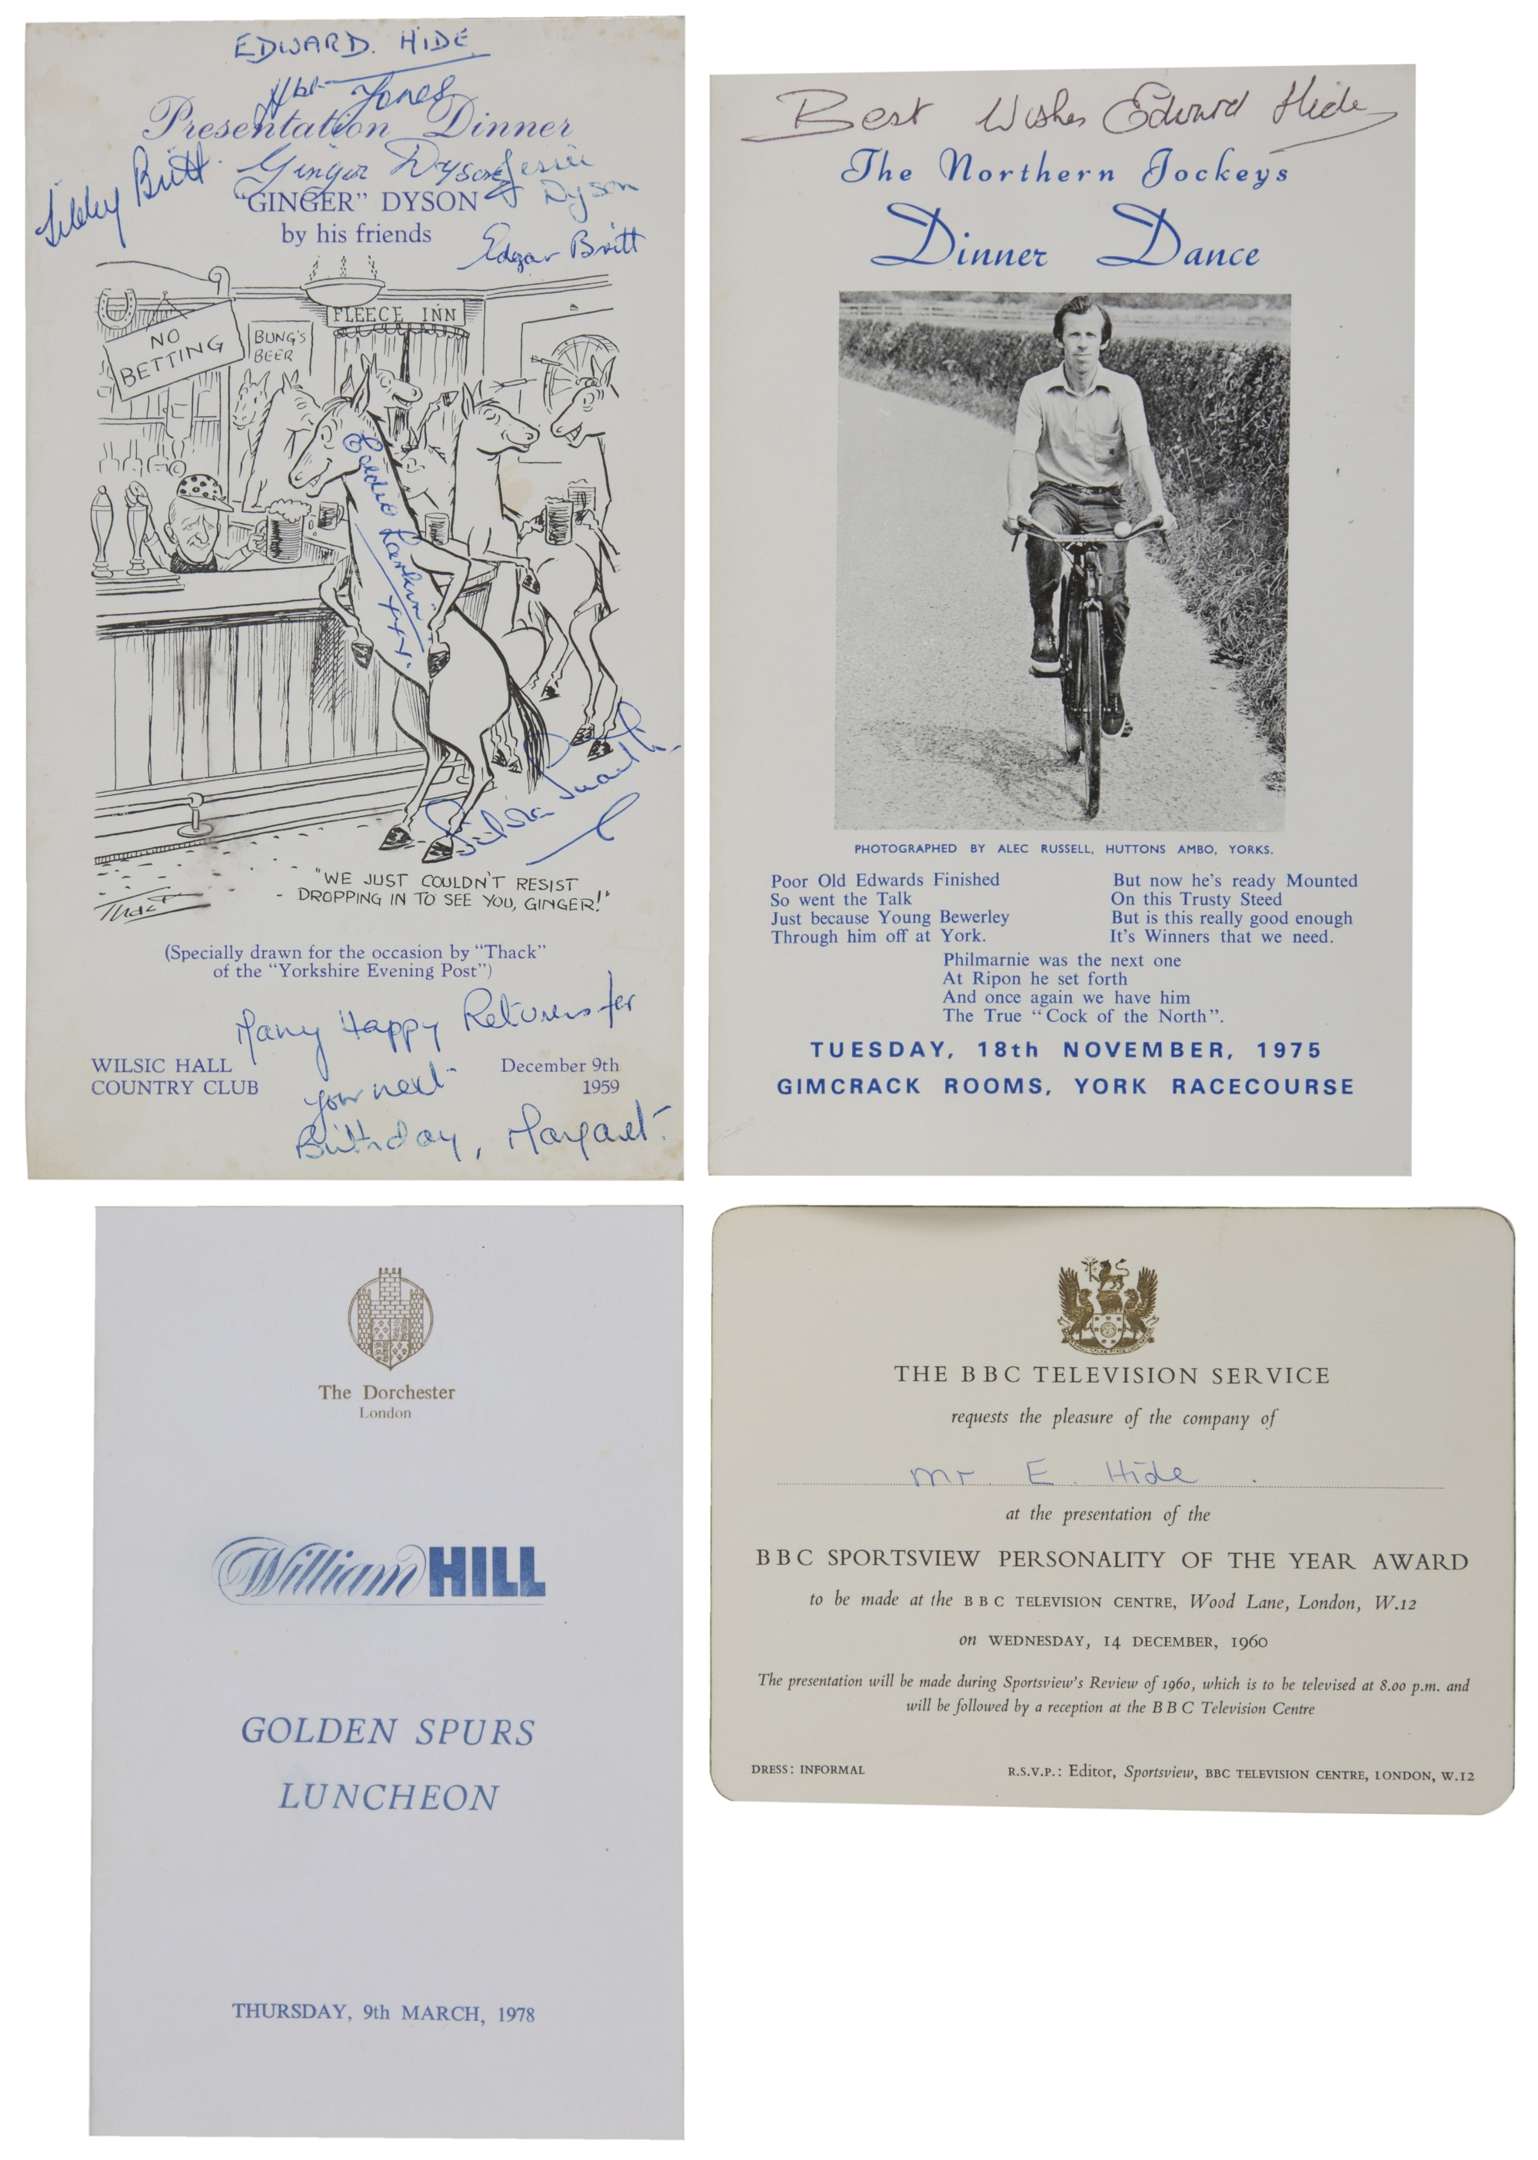 EDWARD. HIDE
Jones
Presentation Dinner
Britt
Ginger Dyson
Jessie
Dyson
"GINGER" DYSON
by his friends
Edgar Britt
NO
BETTING
BUNG'S
BEER
FLEECE INN
Eddie Larkin
xxx.
"WE JUST COULDN'T RESIST
- DROPPING IN TO SEE YOU, GINGER!"
Thack
(Specially drawn for the occasion by "Thack"
of the "Yorkshire Evening Post")
Many Happy Returns for
your next
Birthday, Margaret.
WILSIC HALL
COUNTRY CLUB
December 9th
1959
Best Wishes Edward Hide
The Northern Jockeys
Dinner Dance
PHOTOGRAPHED BY ALEC RUSSELL, HUTTONS AMBO, YORKS.
Poor Old Edwards Finished
So went the Talk
Just because Young Bewerley
Through him off at York.
But now he's ready Mounted
On this Trusty Steed
But is this really good enough
It's Winners that we need.
Philmarnie was the next one
At Ripon he set forth
And once again we have him
The True "Cock of the North".
TUESDAY, 18th NOVEMBER, 1975
GIMCRACK ROOMS, YORK RACECOURSE
The Dorchester
London
William HILL
GOLDEN SPURS
LUNCHEON
THURSDAY, 9th MARCH, 1978
THE BBC TELEVISION SERVICE
requests the pleasure of the company of
Mr. E. Hide.
at the presentation of the
BBC SPORTSVIEW PERSONALITY OF THE YEAR AWARD
to be made at the BBC TELEVISION CENTRE, Wood Lane, London, W.12
on WEDNESDAY, 14 DECEMBER, 1960
The presentation will be made during Sportsview's Review of 1960, which is to be televised at 8.00 p.m. and
will be followed by a reception at the BBC Television Centre
DRESS: INFORMAL
R.S.V.P.: Editor, Sportsview, BBC TELEVISION CENTRE, LONDON, W.12